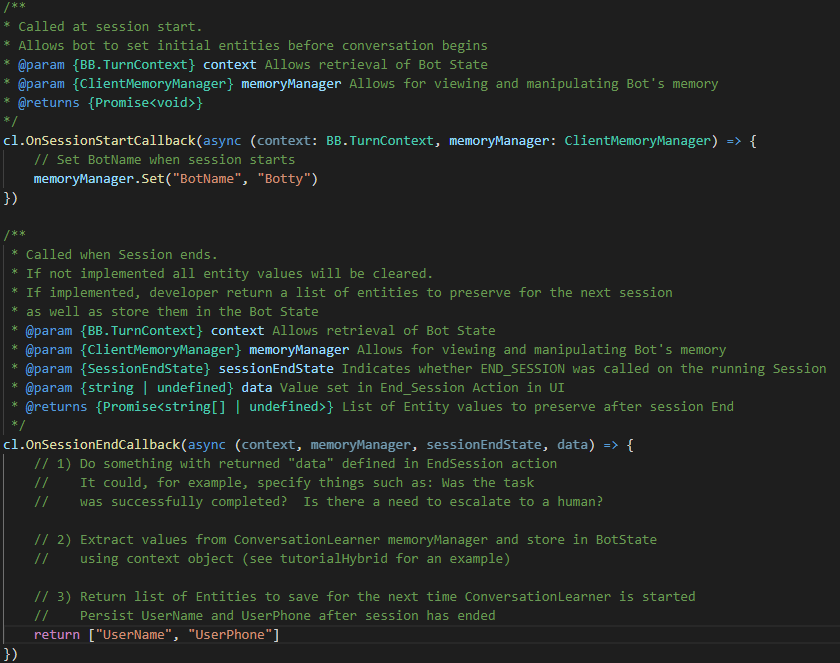 /**
* Called at session start.
* Allows bot to set initial entities before conversation begins
* @param {BB.TurnContext} context Allows retrieval of Bot State
* @param {ClientMemoryManager} memoryManager Allows for viewing and manipulating Bot's memory
* @returns {Promise<void>}
*/
cl.OnSessionStartCallback(async (context: BB.TurnContext, memoryManager: ClientMemoryManager) => {
    // Set BotName when session starts
    memoryManager.Set("BotName", "Botty")
})

/**
 * Called when Session ends.
 * If not implemented all entity values will be cleared.
 * If implemented, developer return a list of entities to preserve for the next session
 * as well as store them in the Bot State
 * @param {BB.TurnContext} context Allows retrieval of Bot State
 * @param {ClientMemoryManager} memoryManager Allows for viewing and manipulating Bot's memory
 * @param {SessionEndState} sessionEndState Indicates whether END_SESSION was called on the running Session
 * @param {string | undefined} data Value set in End_Session Action in UI
 * @returns {Promise<string[] | undefined>} List of Entity values to preserve after session End
 */
cl.OnSessionEndCallback(async (context, memoryManager, sessionEndState, data) => {
    // 1) Do something with returned "data" defined in EndSession action
    //    It could, for example, specify things such as: Was the task
    //    was successfully completed?  Is there a need to escalate to a human?

    // 2) Extract values from ConversationLearner memoryManager and store in BotState
    //    using context object (see tutorialHybrid for an example)

    // 3) Return list of Entities to save for the next time ConversationLearner is started
    //    Persist UserName and UserPhone after session has ended
    return ["UserName", "UserPhone"]
})